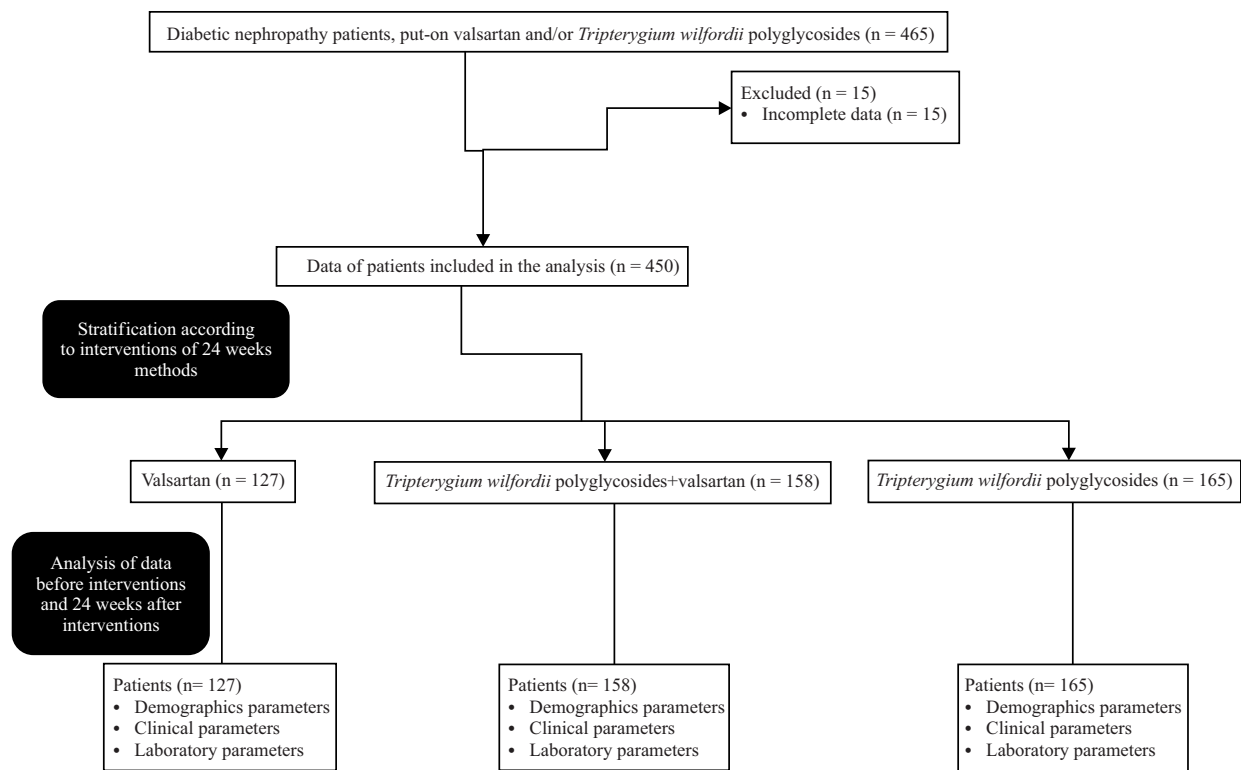 Diabetic nephropathy patients, put-on valsartan and/or Tripterygium wilfordii polyglycosides (n = 465)
Excluded (n = 15)
• Incomplete data (n = 15)
Data of patients included in the analysis (n = 450)
Stratification according
to interventions of 24 weeks
methods
Valsartan (n = 127)
Tripterygium wilfordii polyglycosides+valsartan (n = 158)
Tripterygium wilfordii polyglycosides (n = 165)
Analysis of data
before interventions
and 24 weeks after
interventions
Patients (n= 127)
• Demographics parameters
• Clinical parameters
• Laboratory parameters
Patients (n= 158)
• Demographics parameters
• Clinical parameters
• Laboratory parameters
Patients (n= 165)
• Demographics parameters
• Clinical parameters
• Laboratory parameters